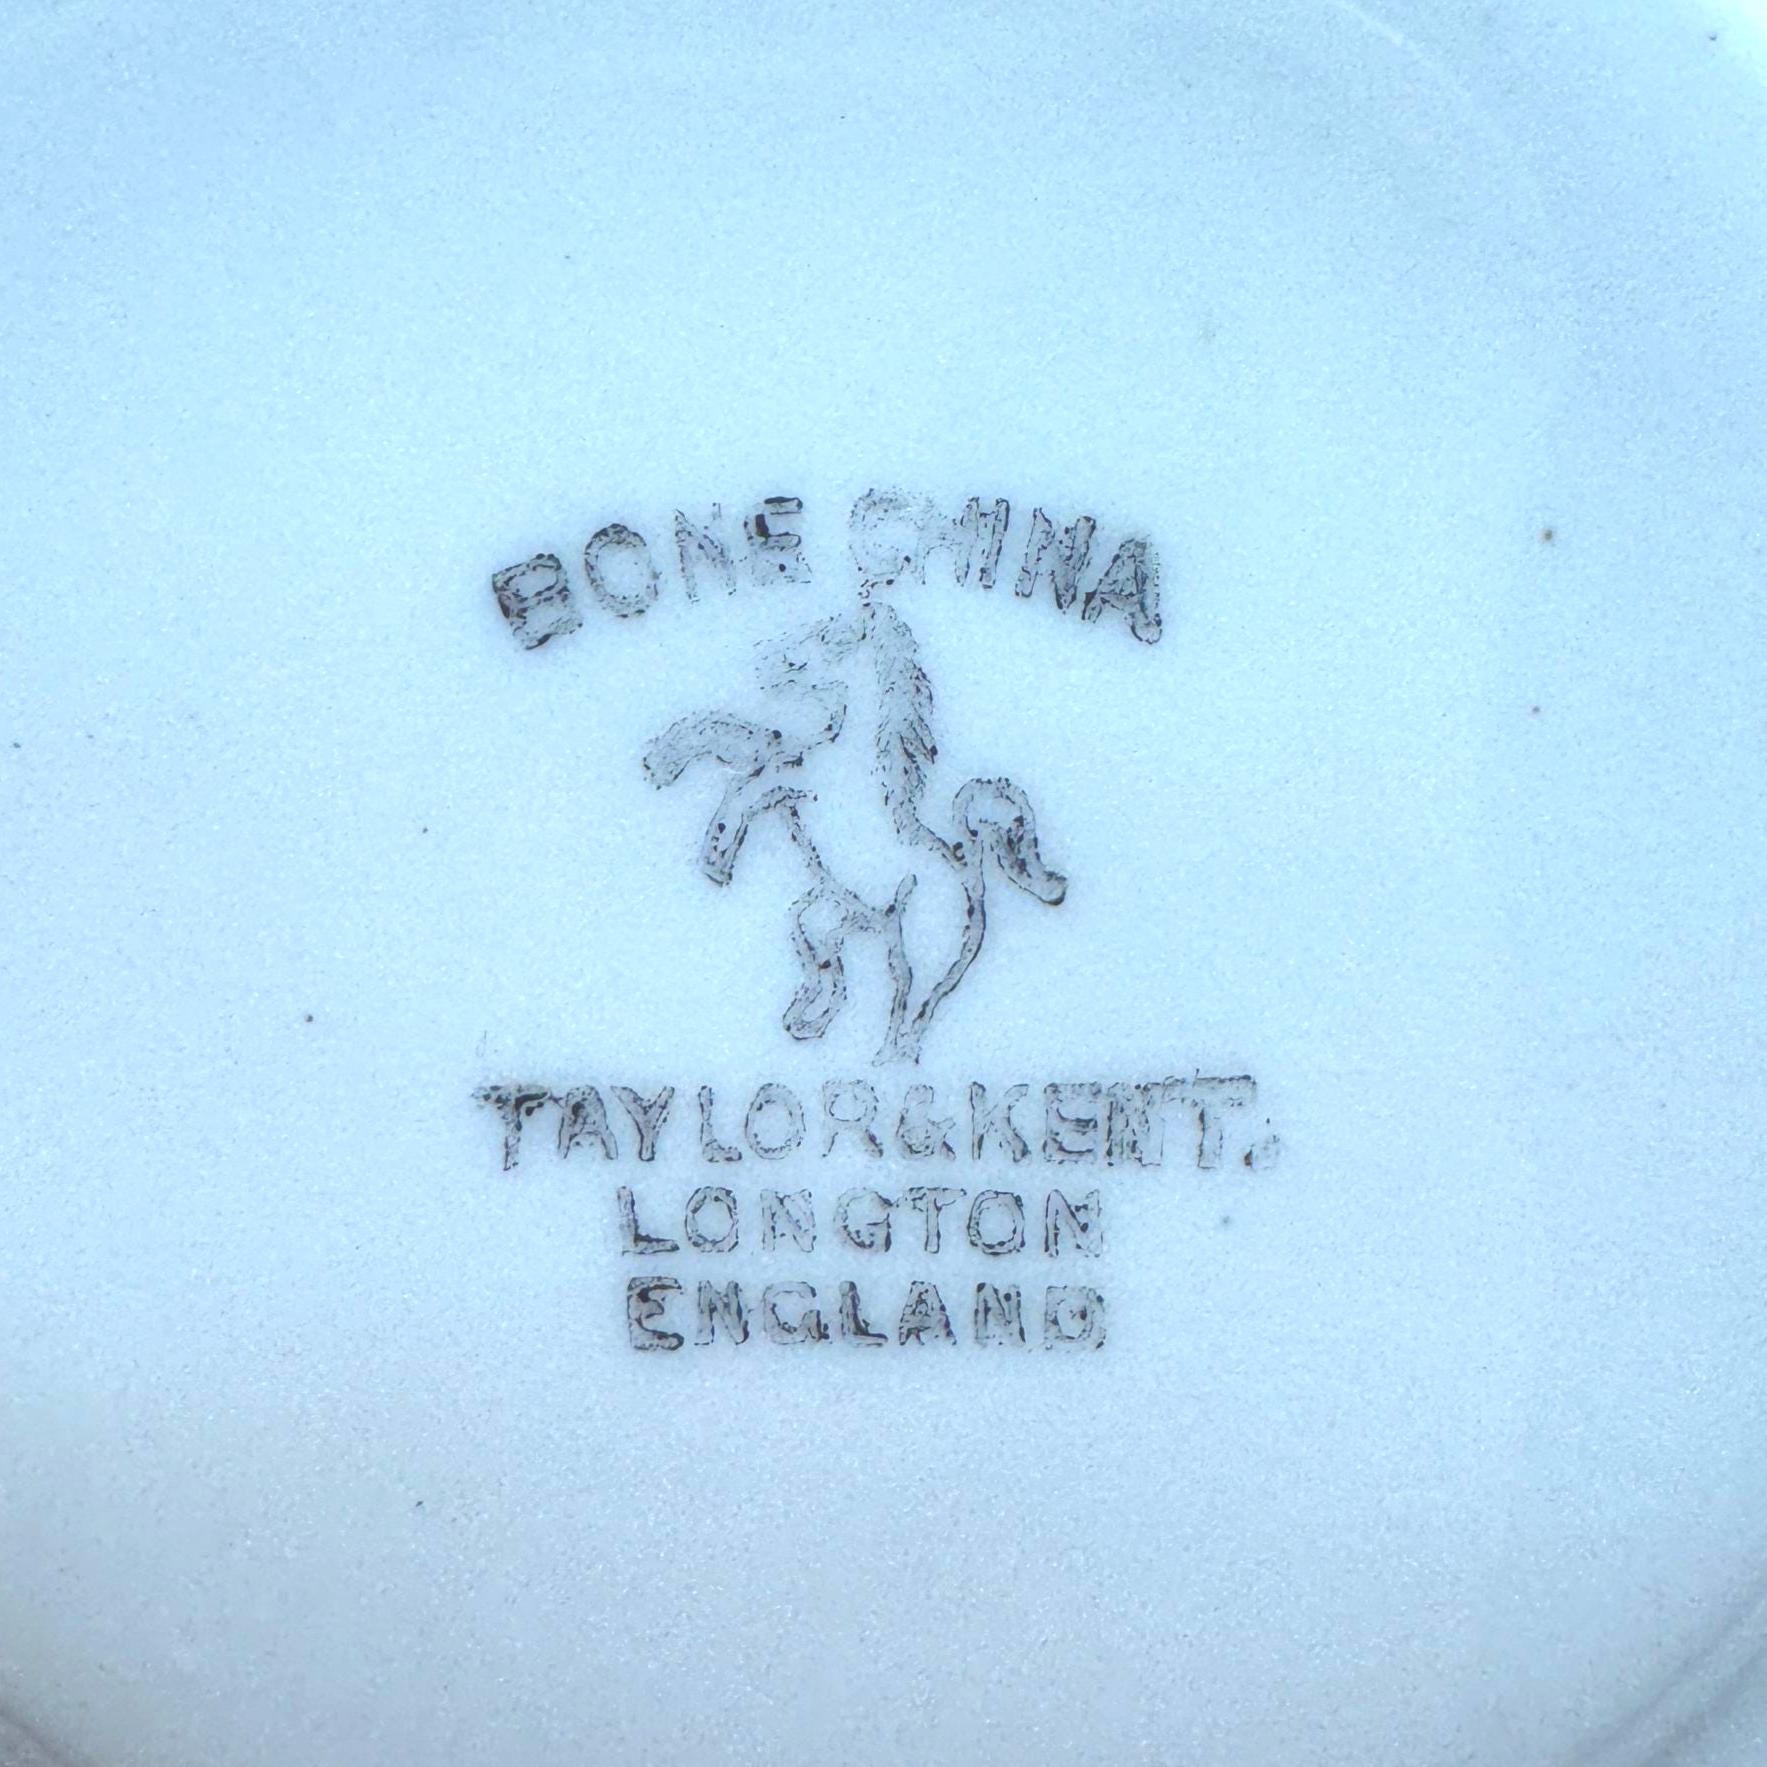 BONE CHINA
TAYLOR & KENT.
LONGTON
ENGLAND